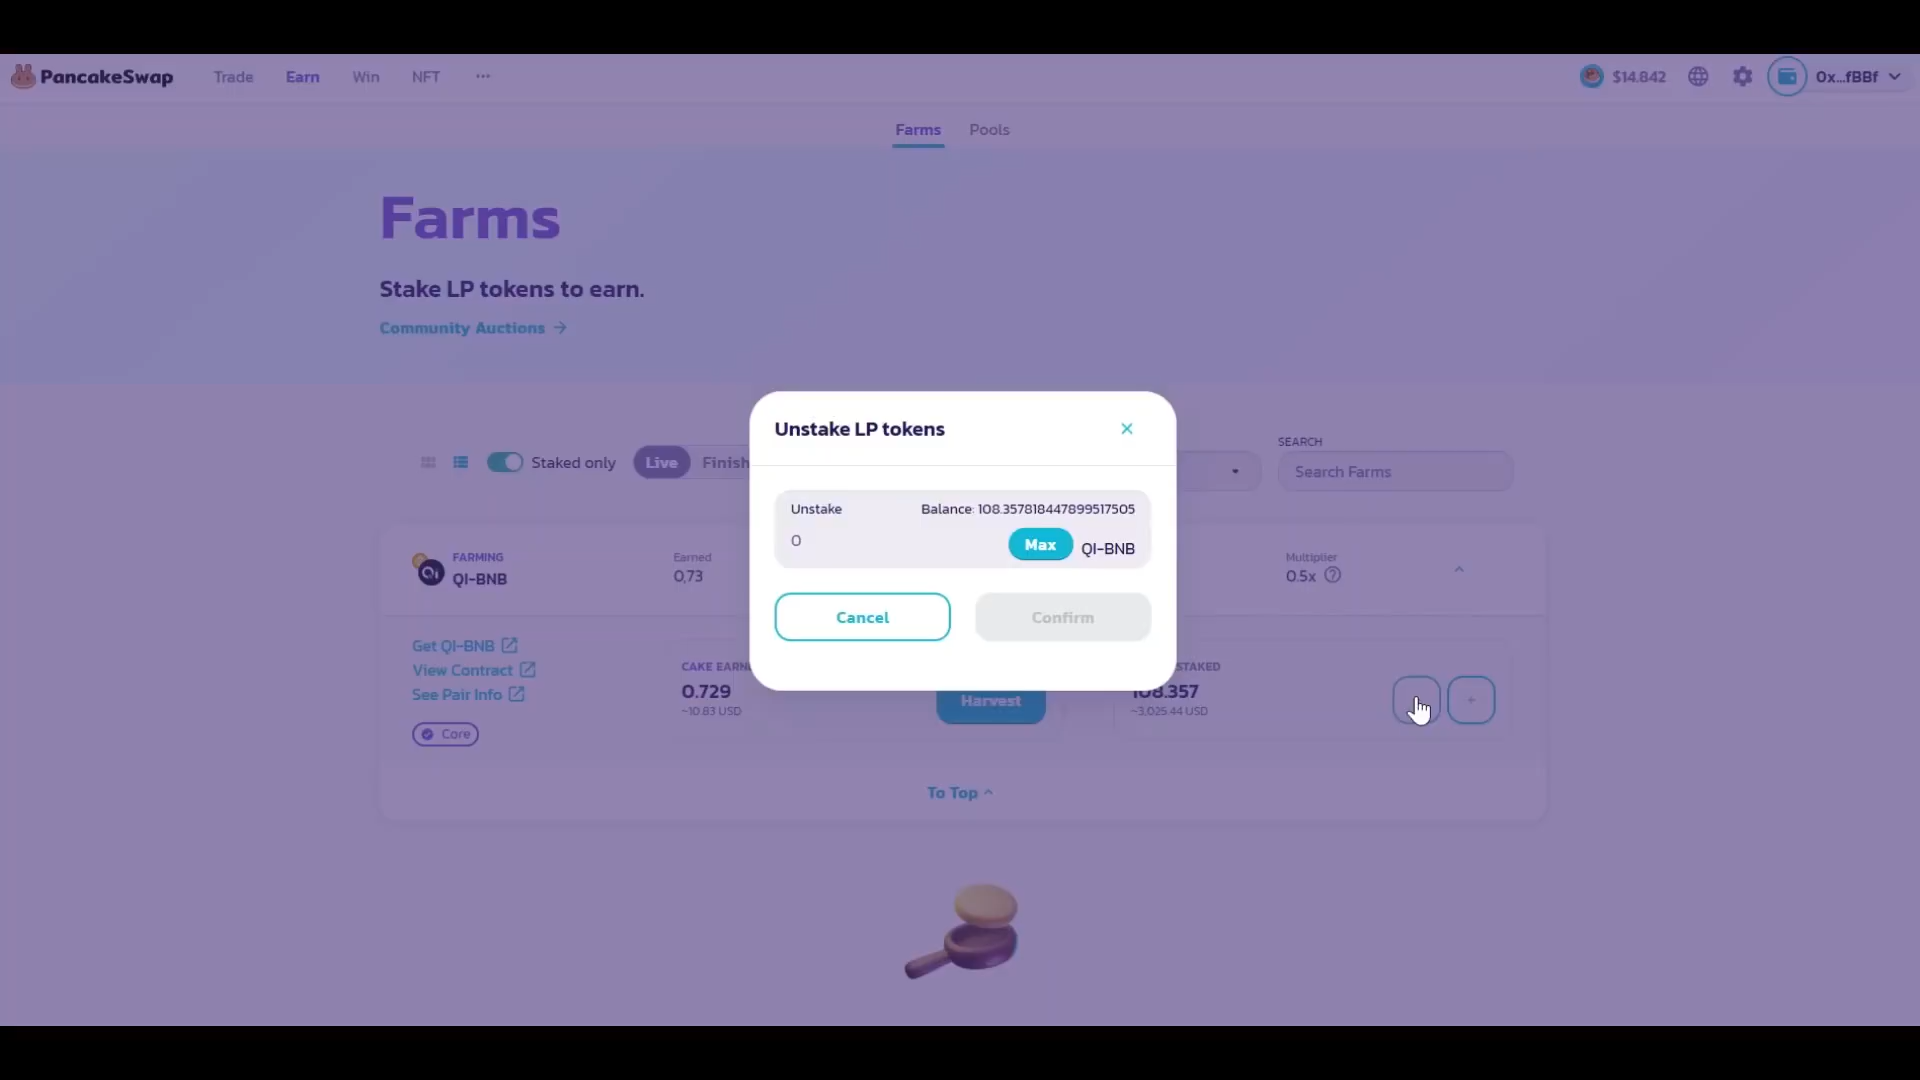 PancakeSwap Trade Earn Win NFT ... $14.842 0x...fBBf
Farms Pools
Farms
Stake LP tokens to earn.
Community Auctions →
Unstake LP tokens ×
SEARCH
Staked only Live Finish Search Farms
Unstake Balance: 108.357818447899517505
0 Max QI-BNB
FARMING Earned Multiplier
QI-BNB 0,73 0.5x
Cancel Confirm
Get QI-BNB
View Contract
See Pair Info
CAKE EARN STAKED
0.729 Harvest 108.357 +
~10.83 USD ~3,025.44 USD
Core
To Top